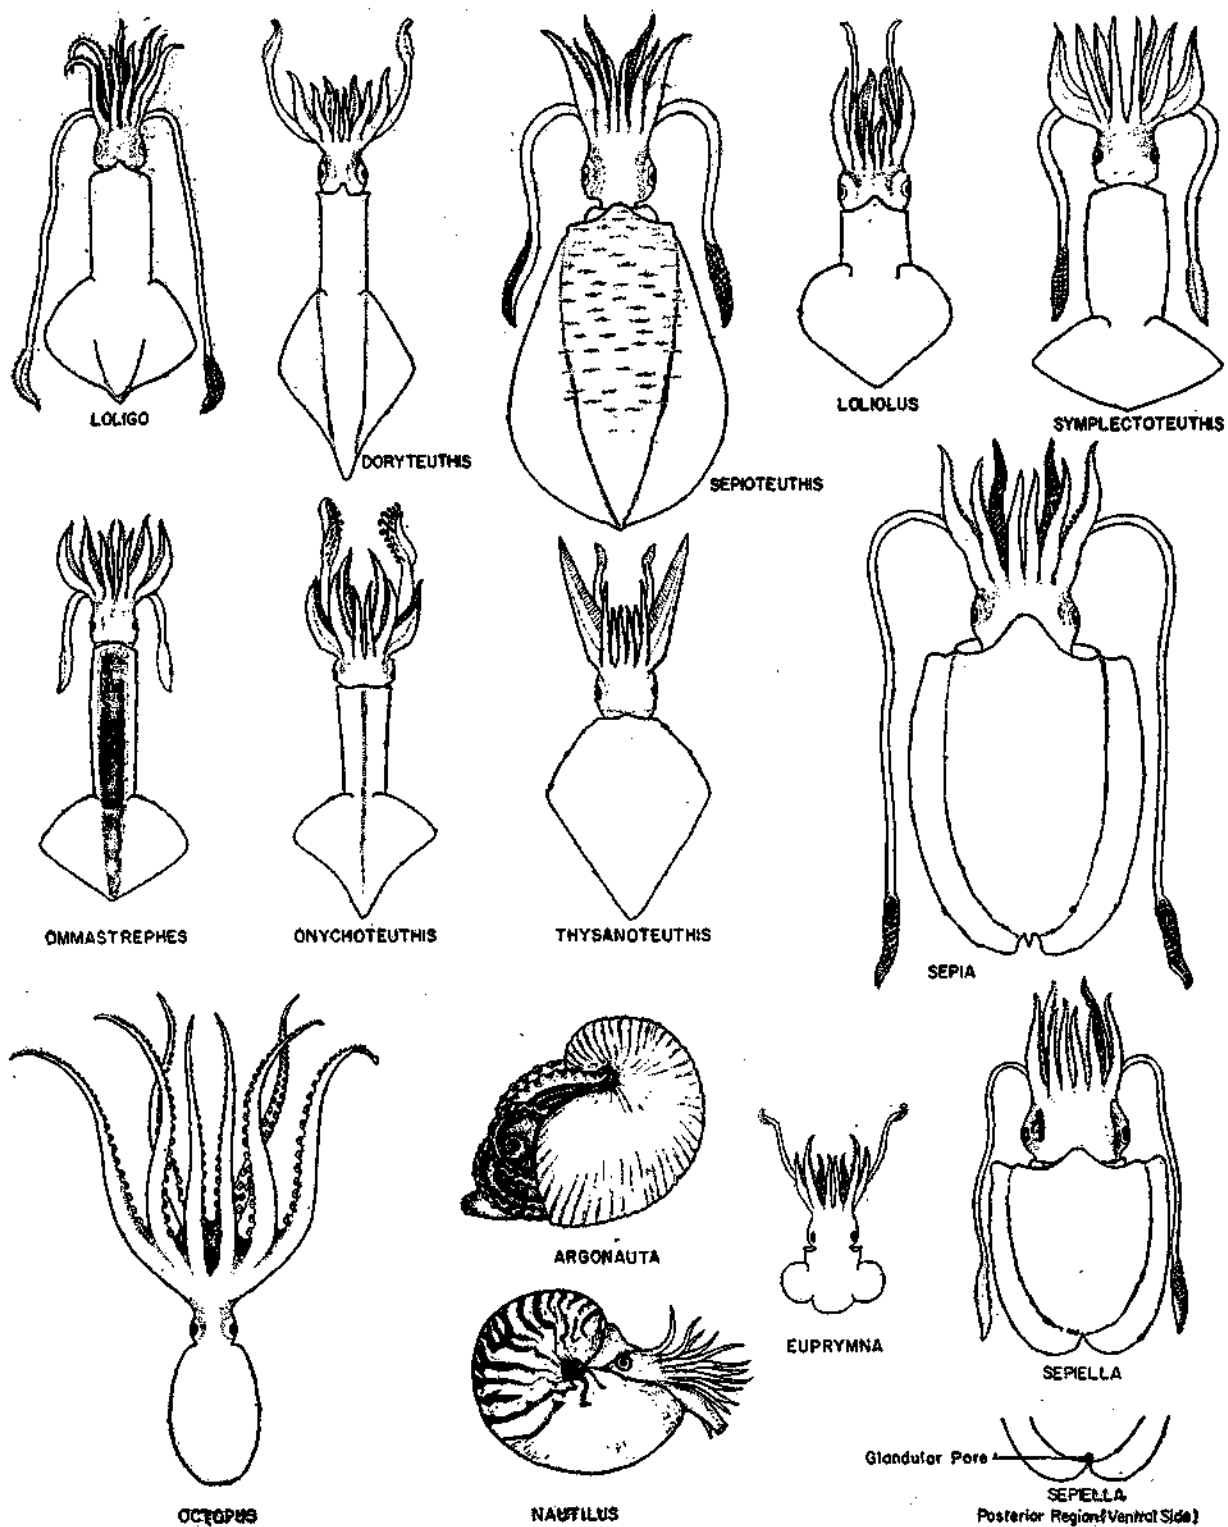 LOLIGO
DORYTEUTHIS
SEPIOTEUTHIS
LOLIOLUS
SYMPLECTOTEUTHIS
OMMASTREPHES
ONYCHOTEUTHIS
THYSANOTEUTHIS
SEPIA
OCTOPUS
ARGONAUTA
NAUTILUS
EUPRYMNA
SEPIELLA
Glandular Pore
SEPIELLA
Posterior Region (Ventral Side)